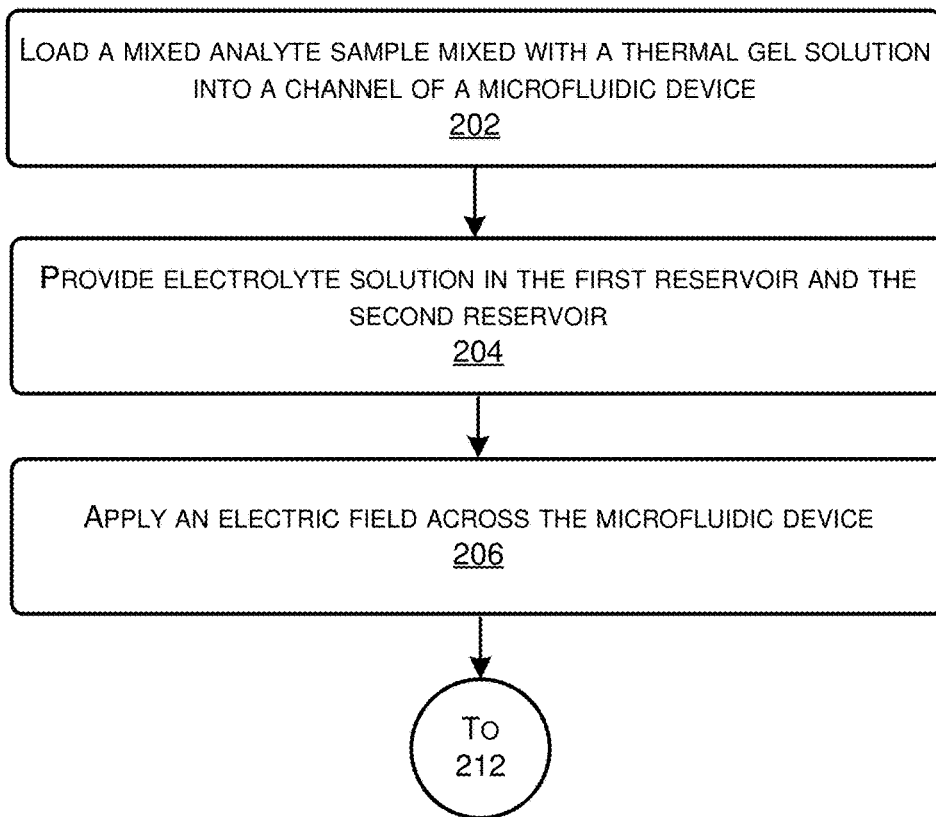 LOAD A MIXED ANALYTE SAMPLE MIXED WITH A THERMAL GEL SOLUTION
INTO A CHANNEL OF A MICROFLUIDIC DEVICE
202
PROVIDE ELECTROLYTE SOLUTION IN THE FIRST RESERVOIR AND THE
SECOND RESERVOIR
204
APPLY AN ELECTRIC FIELD ACROSS THE MICROFLUIDIC DEVICE
206
TO
212